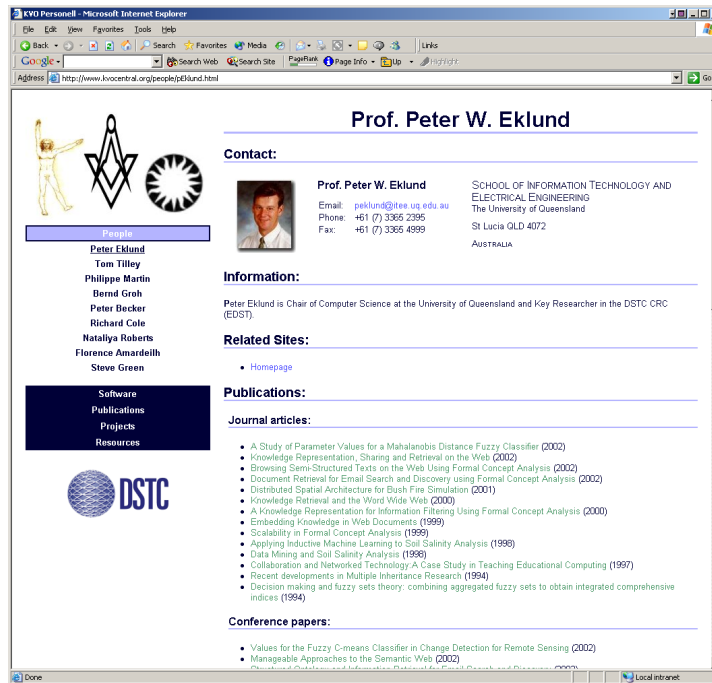 KVO Personell - Microsoft Internet Explorer
File Edit View Favorites Tools Help
Back Search Favorites Media Links
Google Search Web Search Site PageRank Page Info Up Highlight
Address http://www.kvocentral.org/people/pEklund.html Go
Prof. Peter W. Eklund
Contact:
Prof. Peter W. Eklund
Email: peklund@itee.uq.edu.au
Phone: +61 (7) 3365 2395
Fax: +61 (7) 3365 4999
School of Information Technology and
Electrical Engineering
The University of Queensland
St Lucia QLD 4072
Australia
People
Peter Eklund
Tom Tilley
Philippe Martin
Bernd Groh
Peter Becker
Richard Cole
Nataliya Roberts
Florence Amardeilh
Steve Green
Software
Publications
Projects
Resources
DSTC
Information:
Peter Eklund is Chair of Computer Science at the University of Queensland and Key Researcher in the DSTC CRC
(EDST).
Related Sites:
Homepage
Publications:
Journal articles:
A Study of Parameter Values for a Mahalanobis Distance Fuzzy Classifier (2002)
Knowledge Representation, Sharing and Retrieval on the Web (2002)
Browsing Semi-Structured Texts on the Web Using Formal Concept Analysis (2002)
Document Retrieval for Email Search and Discovery using Formal Concept Analysis (2002)
Distributed Spatial Architecture for Bush Fire Simulation (2001)
Knowledge Retrieval and the Word Wide Web (2000)
A Knowledge Representation for Information Filtering Using Formal Concept Analysis (2000)
Embedding Knowledge in Web Documents (1999)
Scalability in Formal Concept Analysis (1999)
Applying Inductive Machine Learning to Soil Salinity Analysis (1998)
Data Mining and Soil Salinity Analysis (1998)
Collaboration and Networked Technology:A Case Study in Teaching Educational Computing (1997)
Recent developments in Multiple Inheritance Research (1994)
Decision making and fuzzy sets theory: combining aggregated fuzzy sets to obtain integrated comprehensive
indices (1994)
Conference papers:
Values for the Fuzzy C-means Classifier in Change Detection for Remote Sensing (2002)
Manageable Approaches to the Semantic Web (2002)
Structured Ontology and Information Retrieval for Email Search and Discovery (2002)
Done Local intranet